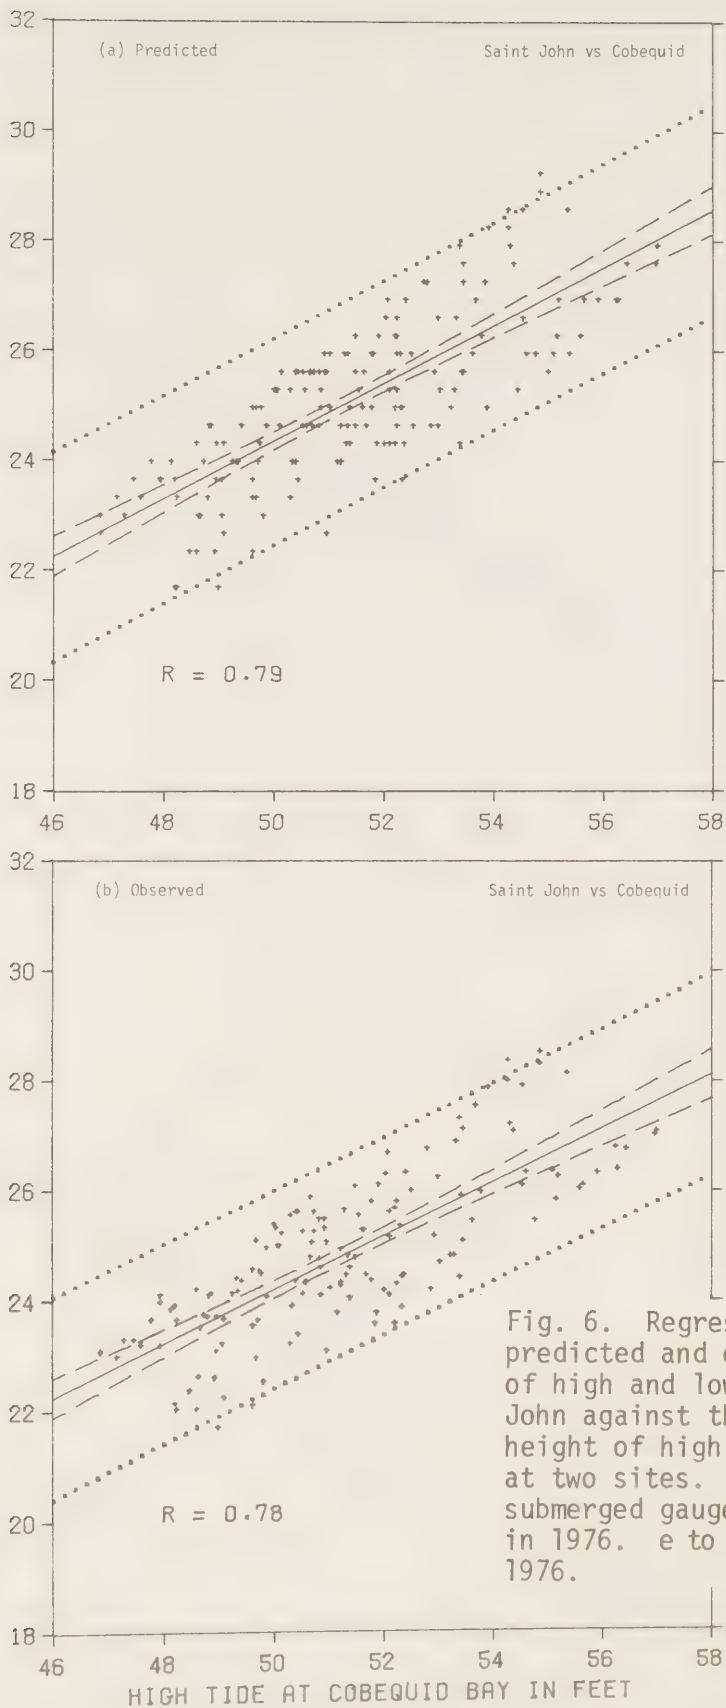 32
(a) Predicted Saint John vs Cobequid
30
28
26
24
22
R = 0.79
20
18
46 48 50 52 54 56 58
32
(b) Observed Saint John vs Cobequid
30
28
26
24
22
R = 0.78
20
18
46 48 50 52 54 56 58
HIGH TIDE AT COBEQUID BAY IN FEET
Fig. 6. Regres
predicted and
of high and low
John against th
height of high
at two sites.
submerged gauge
in 1976. e to
1976.